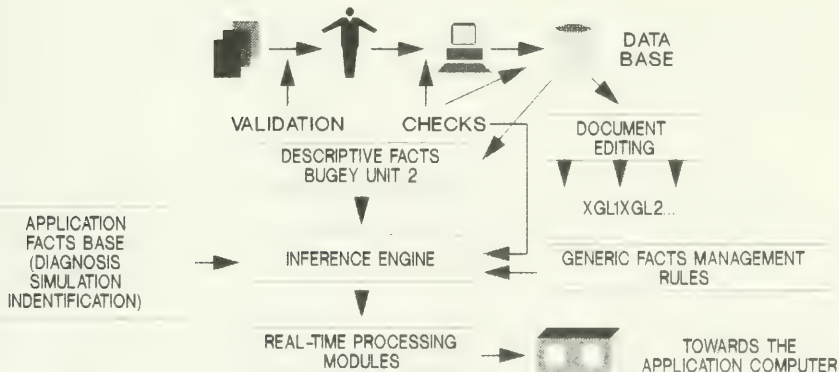 DATA
BASE
VALIDATION
CHECKS
DOCUMENT
EDITING
DESCRIPTIVE FACTS
BUGEY UNIT 2
XGL1XGL2...
APPLICATION
FACTS BASE
(DIAGNOSIS
SIMULATION
INDENTIFICATION)
INFERENCE ENGINE
GENERIC FACTS MANAGEMENT
RULES
REAL-TIME PROCESSING
MODULES
TOWARDS THE
APPLICATION COMPUTER